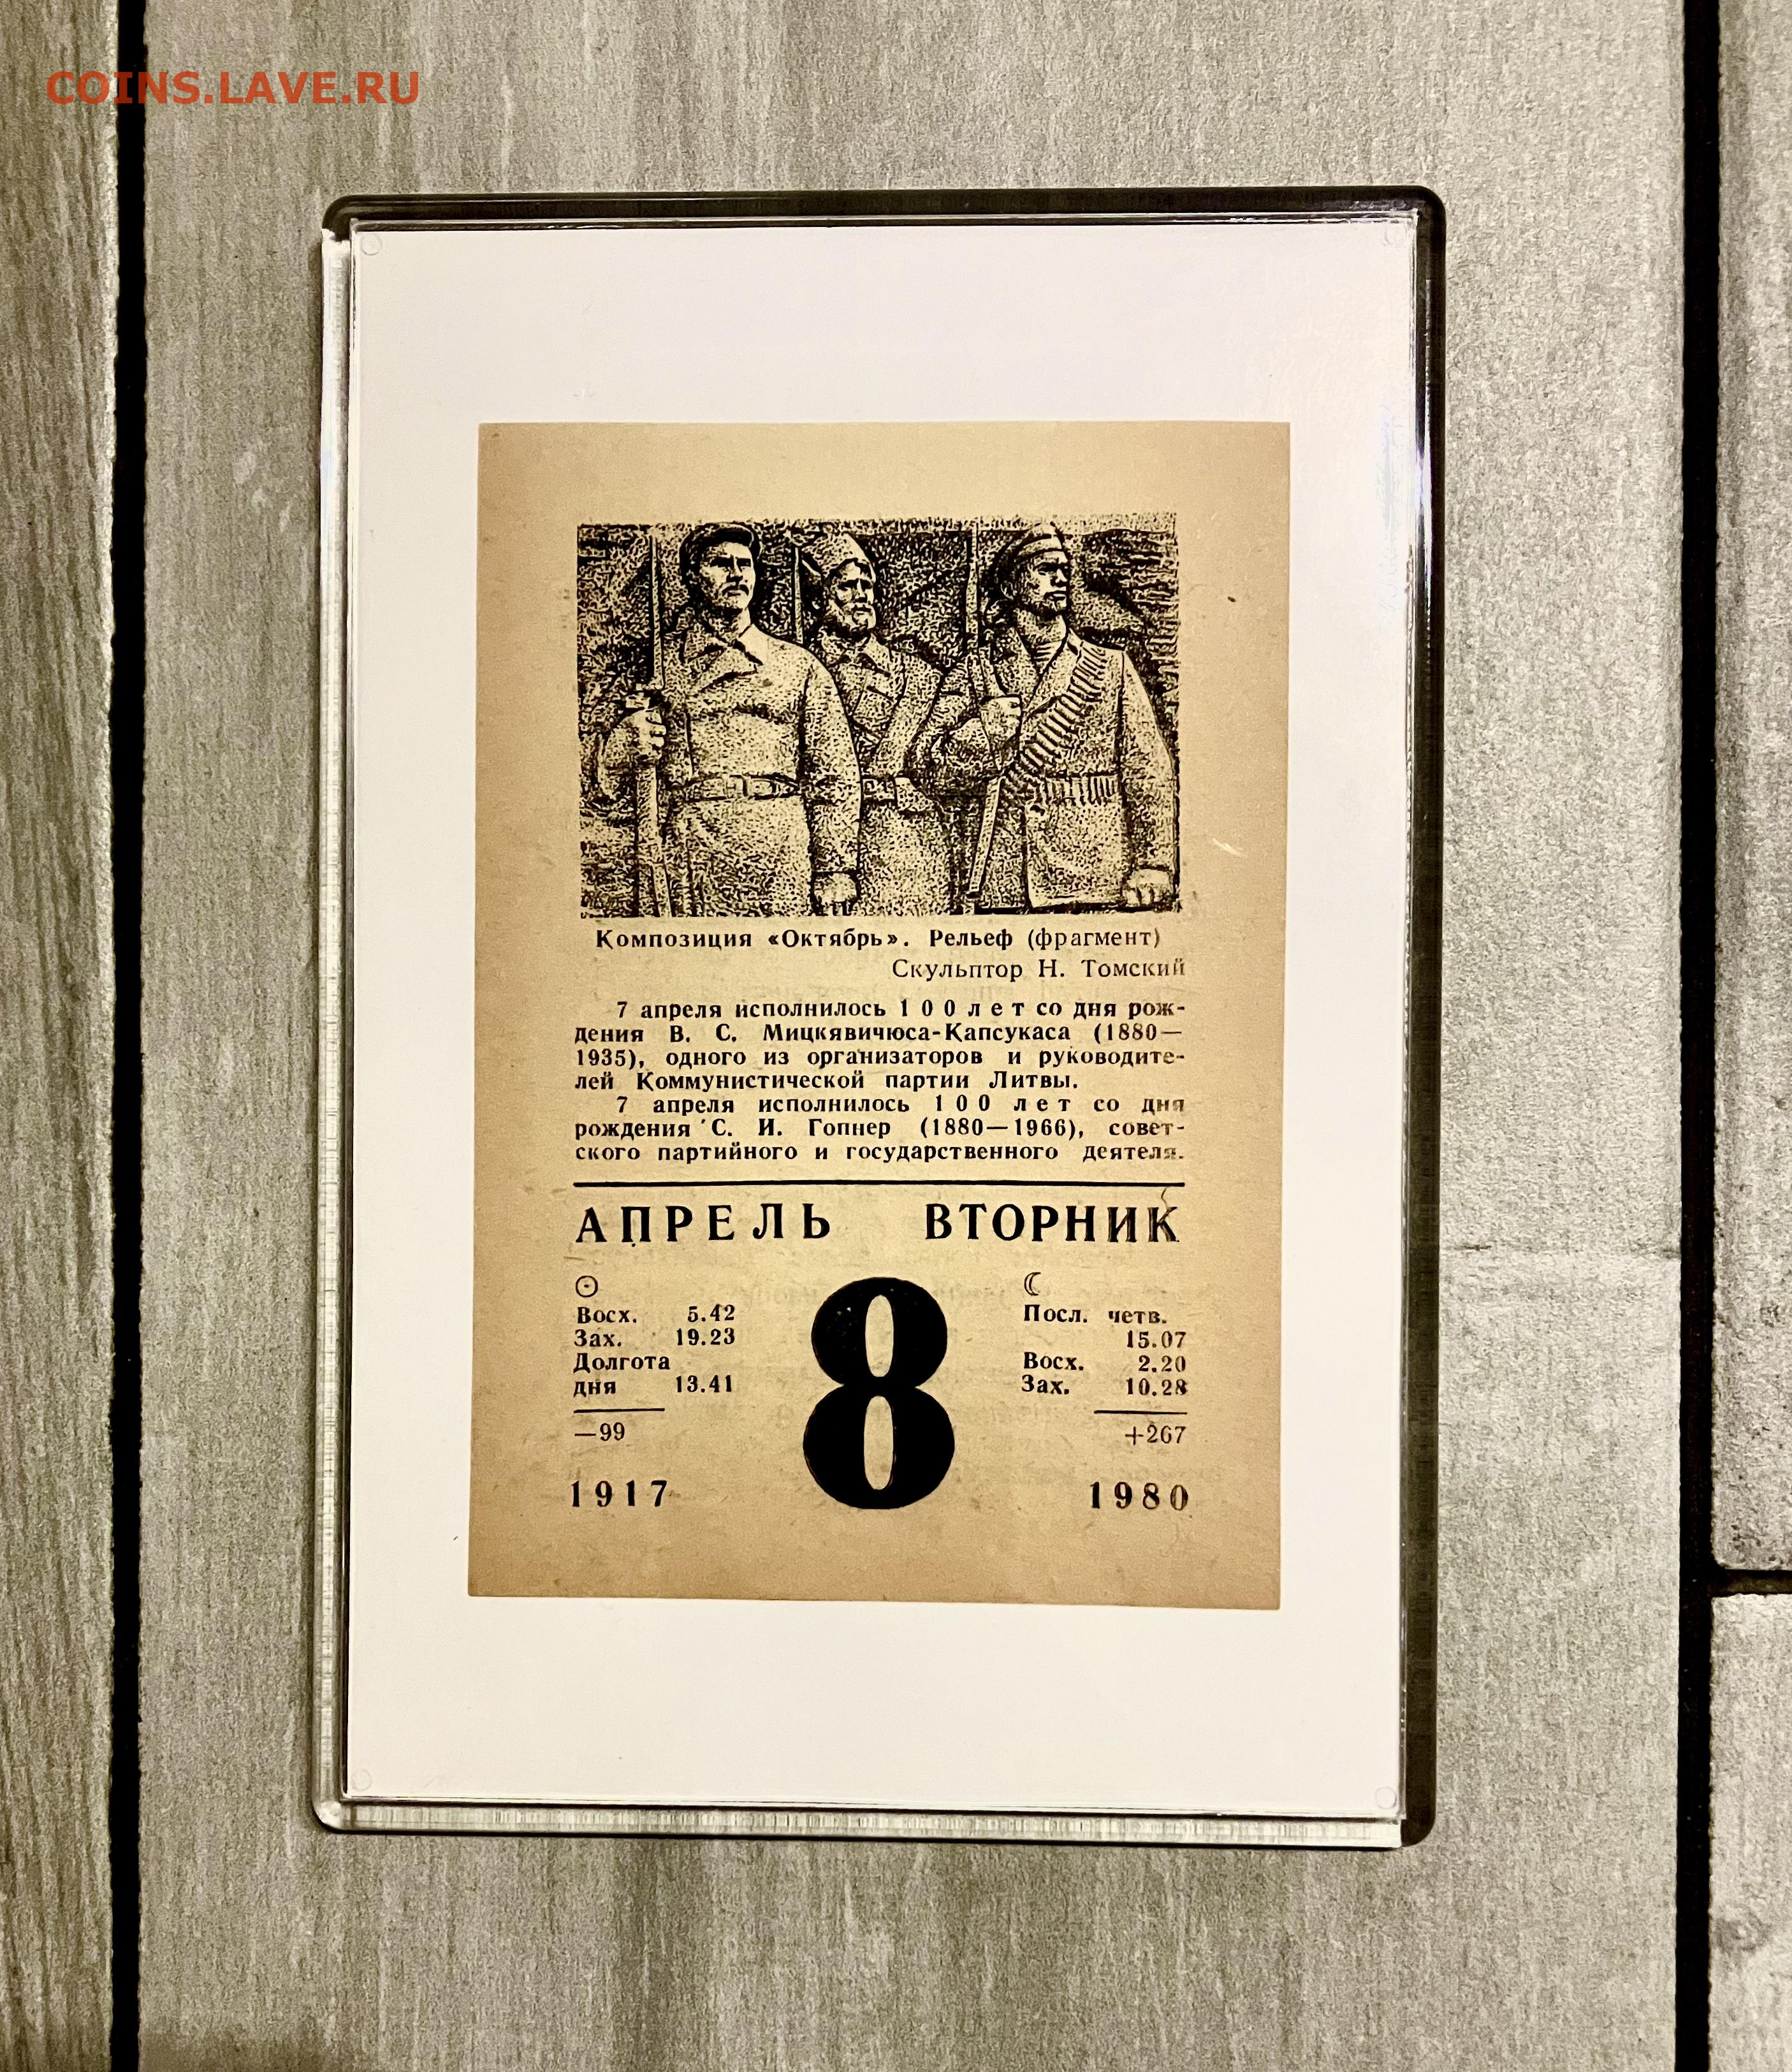 COINS.LAVE.RU
Композиция «Октябрь». Рельеф (фрагмент)
Скульптор Н. Томский
7 апреля исполнилось 100 лет со дня рож-
дения В. С. Мицкявичюса-Капсукаса (1880—
1935), одного из организаторов и руководите-
лей Коммунистической партии Литвы.
7 апреля исполнилось 100 лет со дня
рождения С. И. Гопнер (1880—1966), совет-
ского партийного и государственного деятеля.
АПРЕЛЬ ВТОРНИК
8
Восх. 5.42
Зах. 19.23
Долгота
дня 13.41
—99
1917
Посл. четв.
15.07
Восх. 2.20
Зах. 10.28
+267
1980